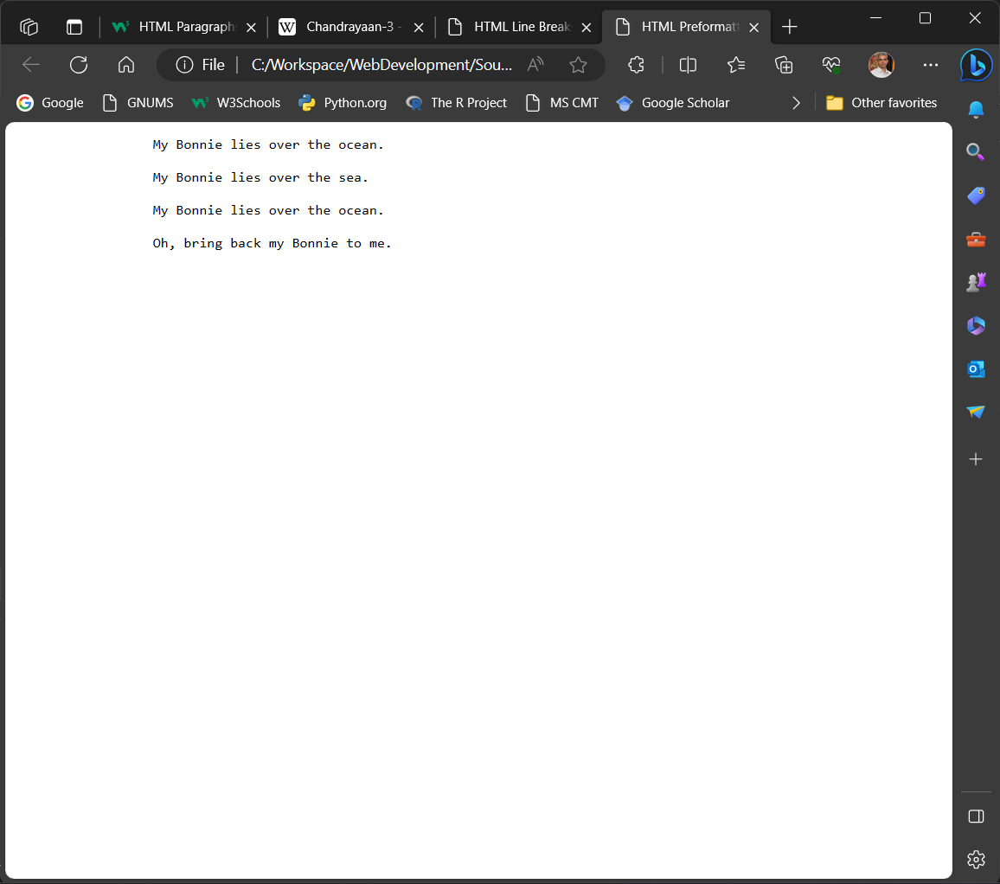 HTML Paragraphs
Chandrayaan-3 -
HTML Line Break
HTML Preformatt
File
C:/Workspace/WebDevelopment/Sou...
Google
GNUMS
W3Schools
Python.org
The R Project
MS CMT
Google Scholar
Other favorites
My Bonnie lies over the ocean.
My Bonnie lies over the sea.
My Bonnie lies over the ocean.
Oh, bring back my Bonnie to me.